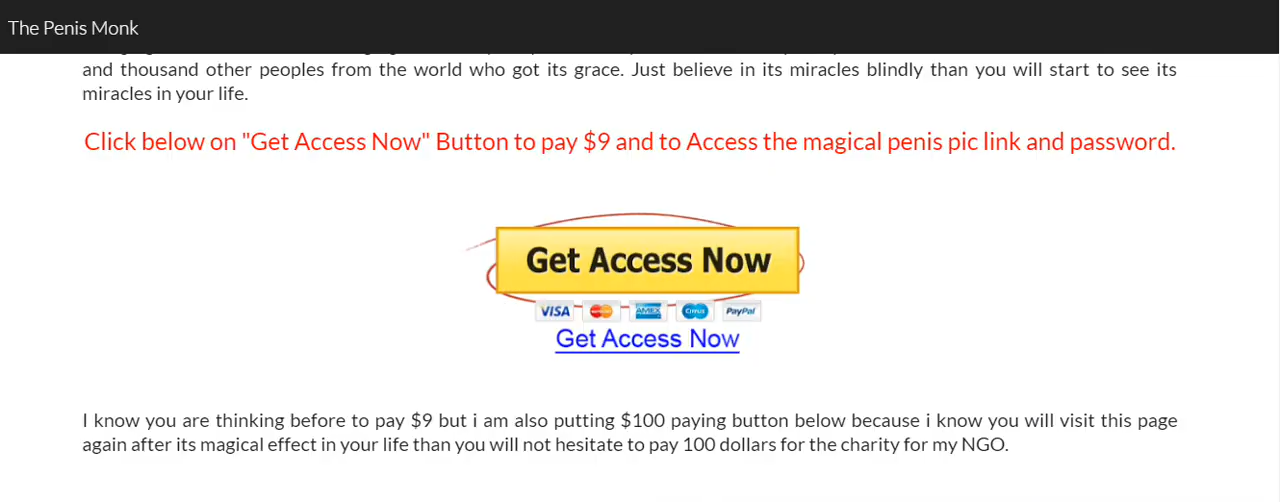 The Penis Monk
and thousand other peoples from the world who got its grace. Just believe in its miracles blindly than you will start to see its
miracles in your life.
Click below on "Get Access Now" Button to pay $9 and to Access the magical penis pic link and password.
Get Access Now
VISA MasterCard AMEX Cirrus PayPal
Get Access Now
I know you are thinking before to pay $9 but i am also putting $100 paying button below because i know you will visit this page
again after its magical effect in your life than you will not hesitate to pay 100 dollars for the charity for my NGO.